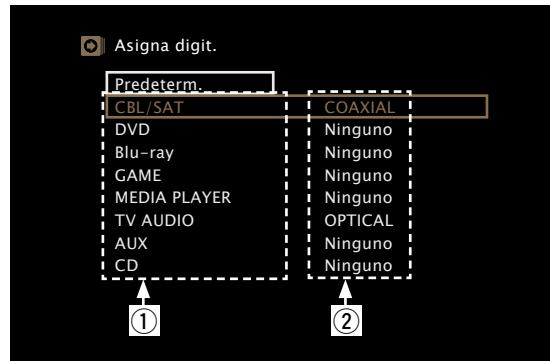 Asigna digit.
Predeterm.
CBL/SAT COAXIAL
DVD Ninguno
Blu-ray Ninguno
GAME Ninguno
MEDIA PLAYER Ninguno
TV AUDIO OPTICAL
AUX Ninguno
CD Ninguno
① ②